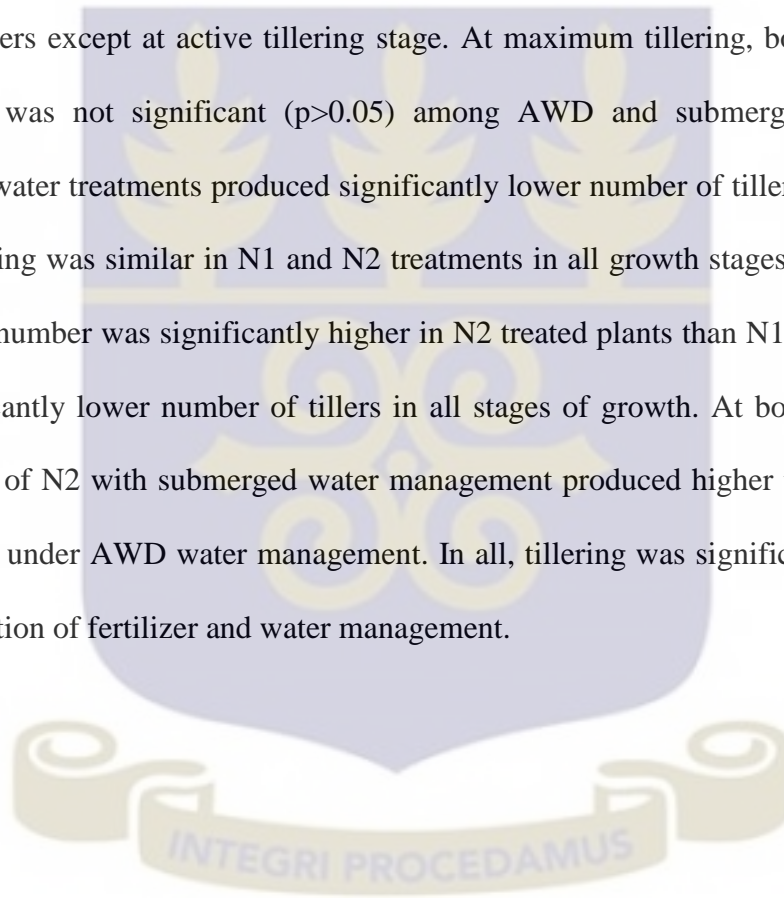 ers except at active tillering stage. At maximum tillering, bo
was not significant (p>0.05) among AWD and submerg
water treatments produced significantly lower number of tille
ing was similar in N1 and N2 treatments in all growth stages
number was significantly higher in N2 treated plants than N1
antly lower number of tillers in all stages of growth. At bo
of N2 with submerged water management produced higher
under AWD water management. In all, tillering was signific
tion of fertilizer and water management.
INTEGRI PROCEDAMUS